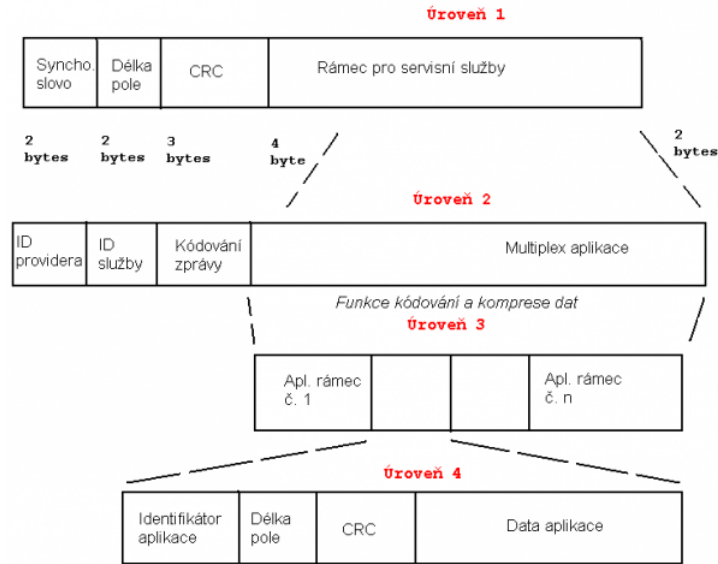 Úroveň 1
Syncho. slovo
Délka pole
CRC
Rámec pro servisní služby
2 bytes
2 bytes
3 bytes
4 byte
2 bytes
Úroveň 2
ID providera
ID služby
Kódování zprávy
Multiplex aplikace
Funkce kódování a komprese dat
Úroveň 3
Apl. rámec č. 1
Apl. rámec č. n
Úroveň 4
Identifikátor aplikace
Délka pole
CRC
Data aplikace